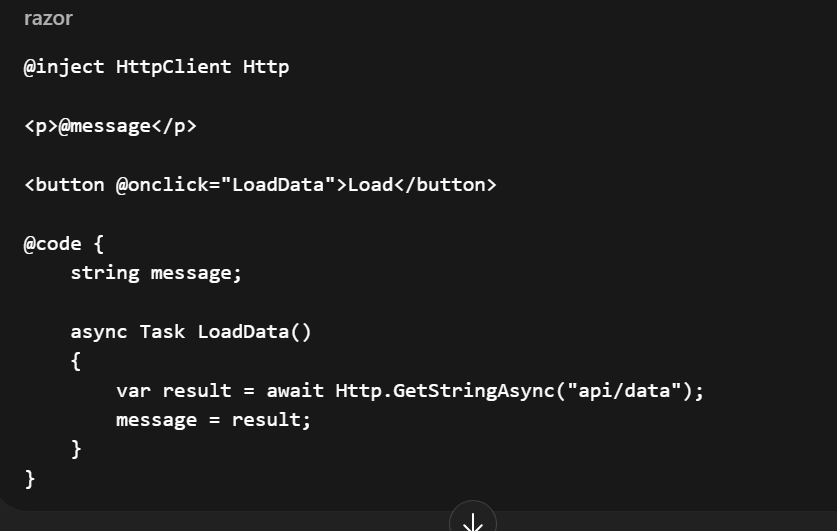 razor
@inject HttpClient Http
<p>@message</p>
<button @onclick="LoadData">Load</button>
@code {
    string message;
    async Task LoadData()
    {
        var result = await Http.GetStringAsync("api/data");
        message = result;
    }
}